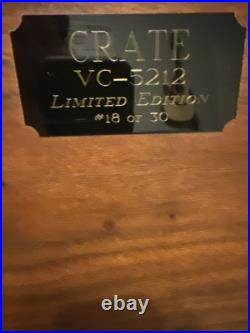 CRATE
VC-5212
LIMITED EDITION
#18 OF 30